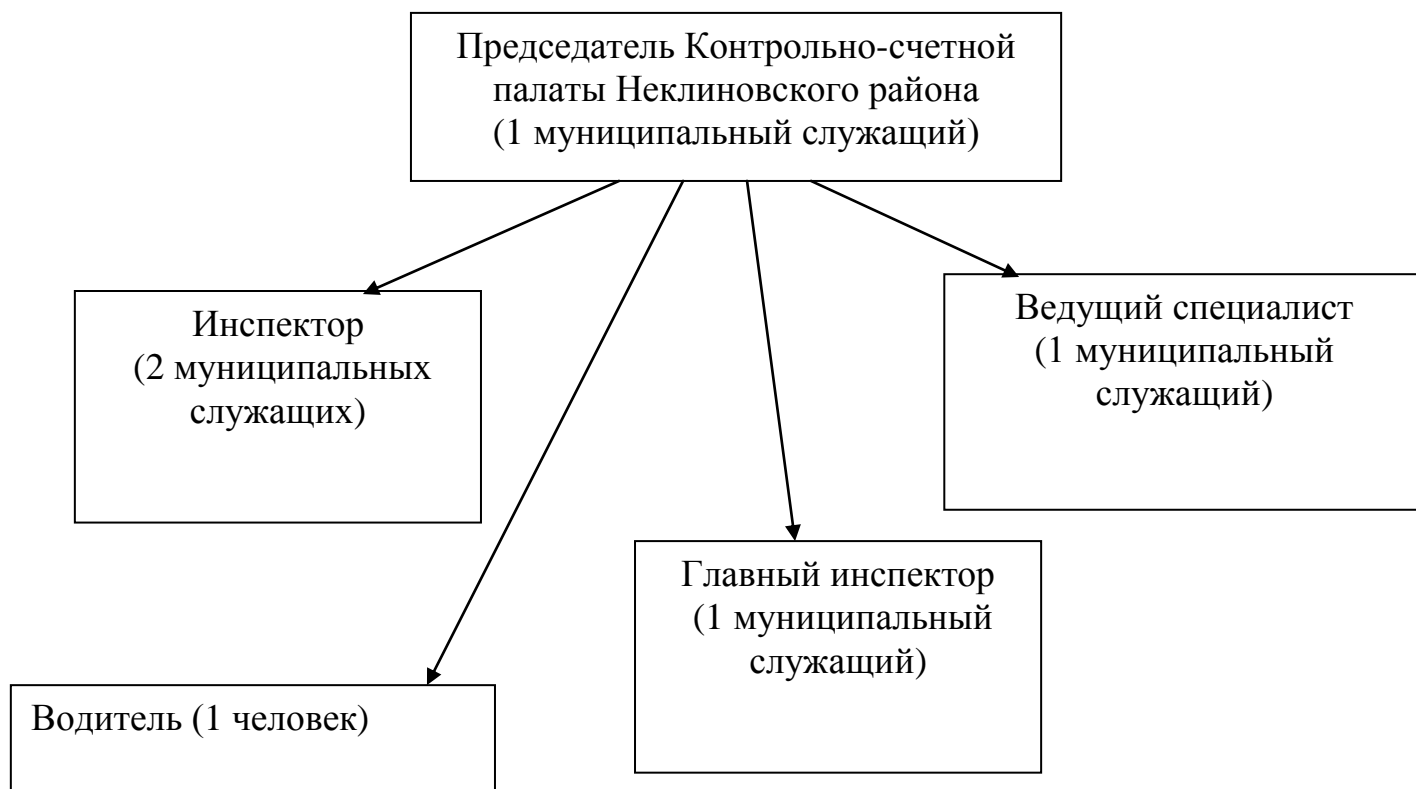 Председатель Контрольно-счетной
палаты Неклиновского района
(1 муниципальный служащий)
Инспектор
(2 муниципальных
служащих)
Ведущий специалист
(1 муниципальный
служащий)
Главный инспектор
(1 муниципальный
служащий)
Водитель (1 человек)